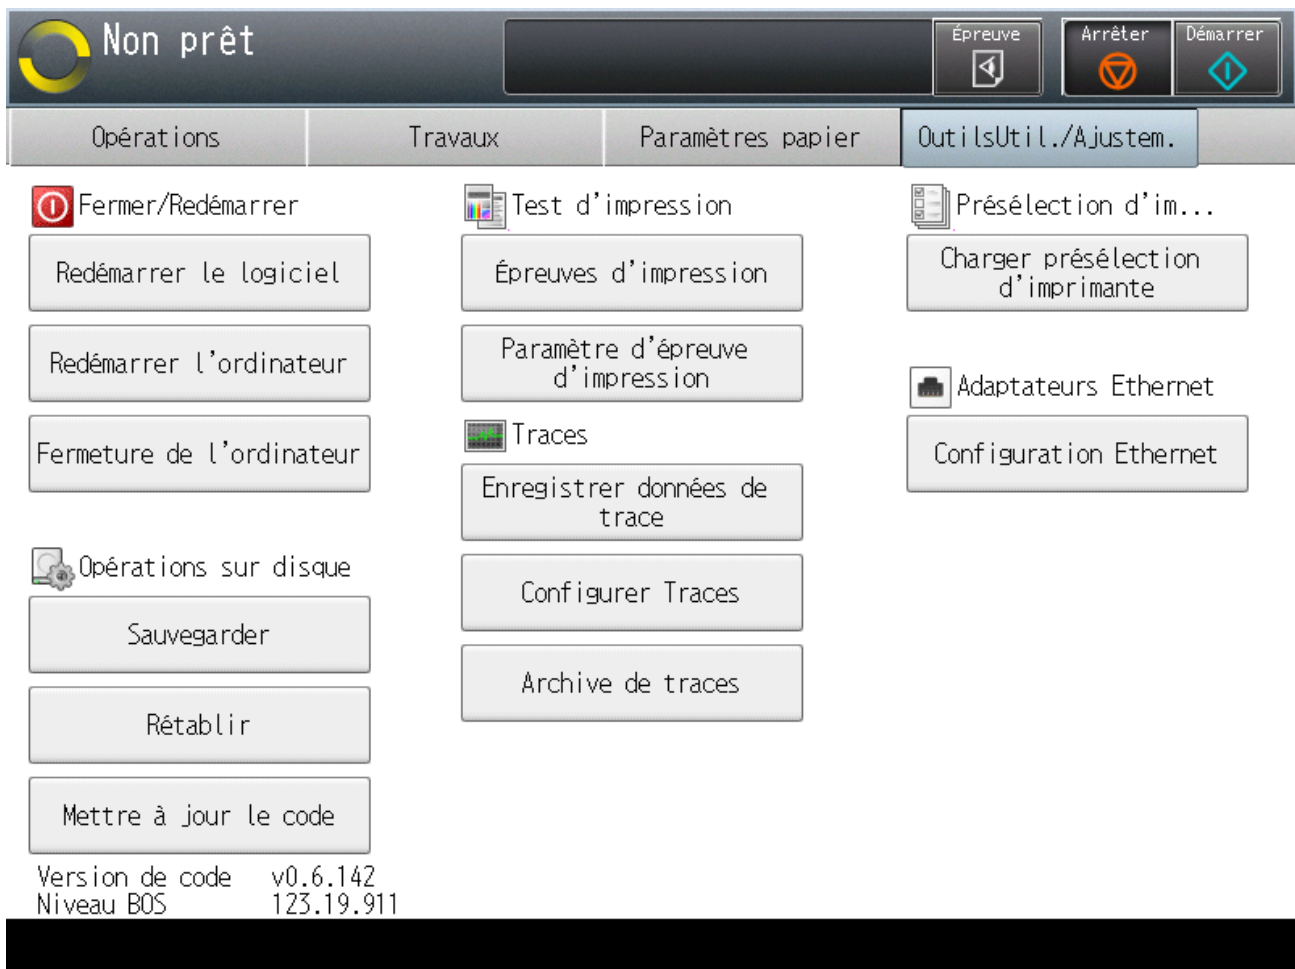 Non prêt
Épreuve
Arrêter
Démarrer
Opérations
Travaux
Paramètres papier
OutilsUtil./Ajustem.
Fermer/Redémarrer
Redémarrer le logiciel
Redémarrer l'ordinateur
Fermeture de l'ordinateur
Opérations sur disque
Sauvegarder
Rétablir
Mettre à jour le code
Version de code v0.6.142
Niveau BOS 123.19.911
Test d'impression
Épreuves d'impression
Paramètre d'épreuve
d'impression
Traces
Enregistrer données de
trace
Configurer Traces
Archive de traces
Présélection d'im...
Charger présélection
d'imprimante
Adaptateurs Ethernet
Configuration Ethernet